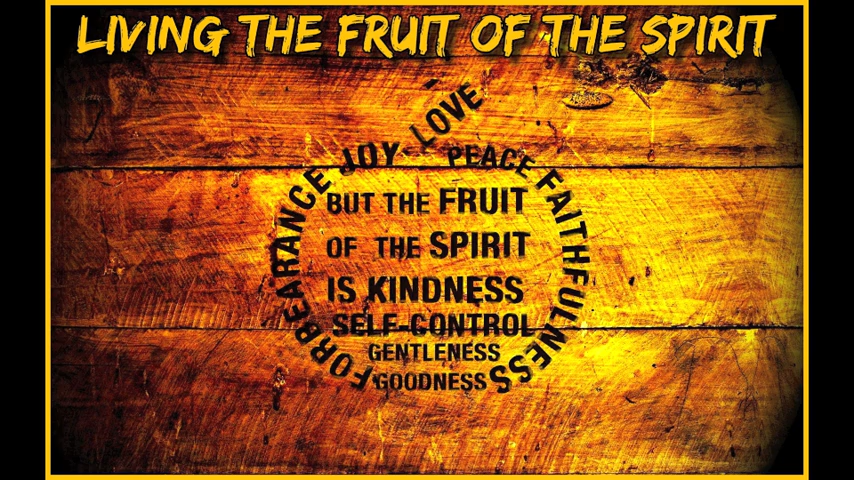 LIVING THE FRUIT OF THE SPIRIT
LOVE
JOY
PEACE
FORBEARANCE
FAITHFULNESS
BUT THE FRUIT
OF THE SPIRIT
IS KINDNESS
SELF-CONTROL
GENTLENESS
GOODNESS